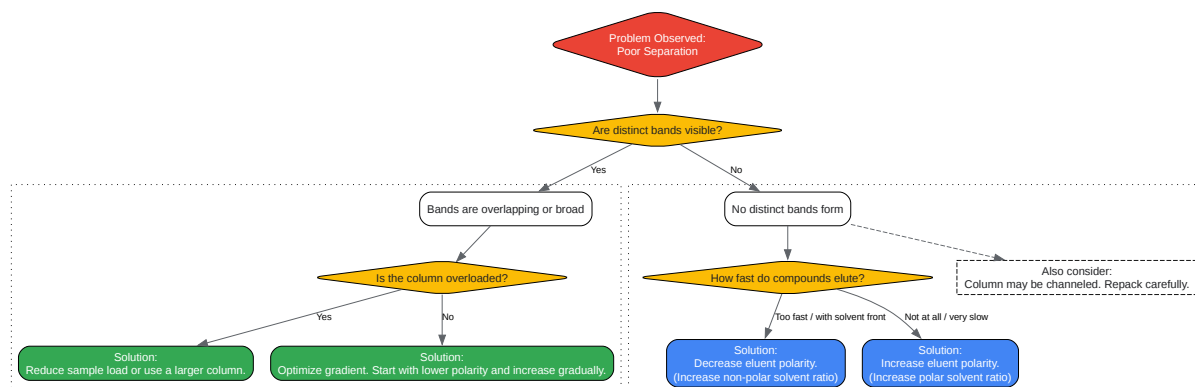 Problem Observed:
Poor Separation
Are distinct bands visible?
Yes
No
Bands are overlapping or broad
No distinct bands form
Is the column overloaded?
How fast do compounds elute?
Also consider:
Column may be channeled. Repack carefully.
Yes
No
Too fast / with solvent front
Not at all / very slow
Solution:
Reduce sample load or use a larger column.
Solution:
Optimize gradient. Start with lower polarity and increase gradually.
Solution:
Decrease eluent polarity.
(Increase non-polar solvent ratio)
Solution:
Increase eluent polarity.
(Increase polar solvent ratio)